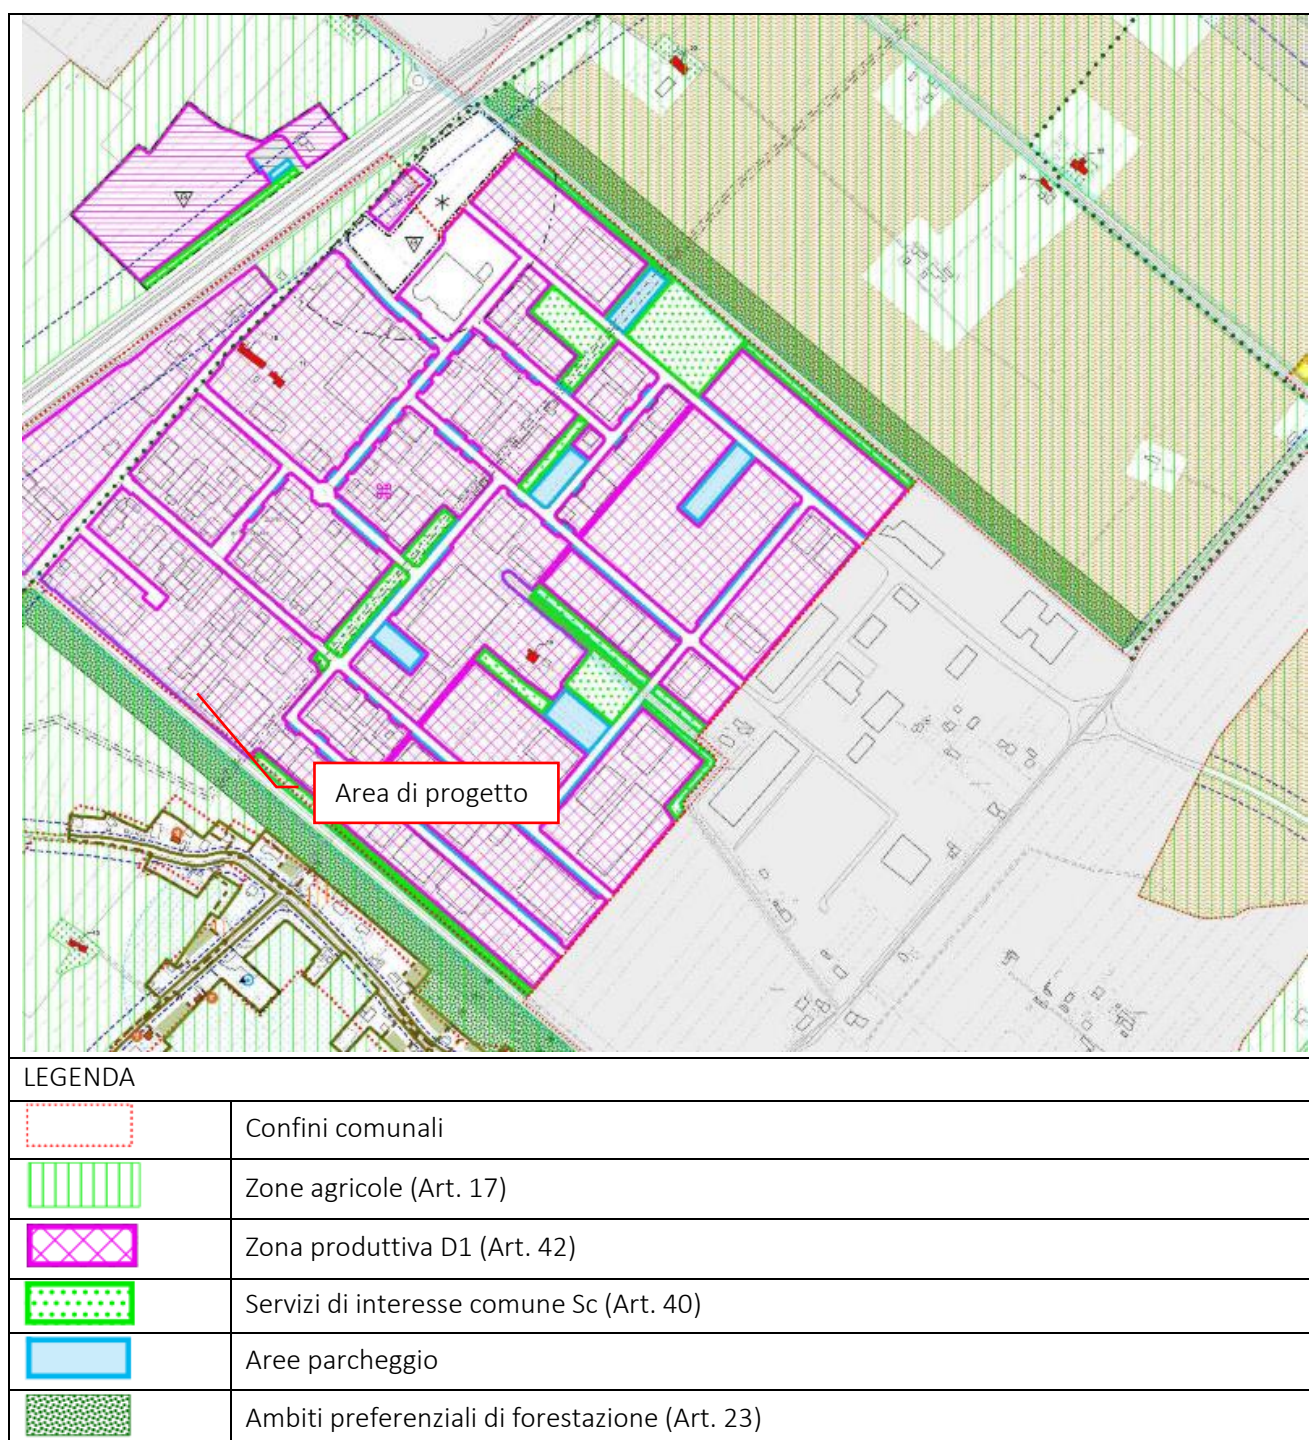 Area di progetto
LEGENDA
Confini comunali
Zone agricole (Art. 17)
Zona produttiva D1 (Art. 42)
Servizi di interesse comune Sc (Art. 40)
Aree parcheggio
Ambiti preferenziali di forestazione (Art. 23)